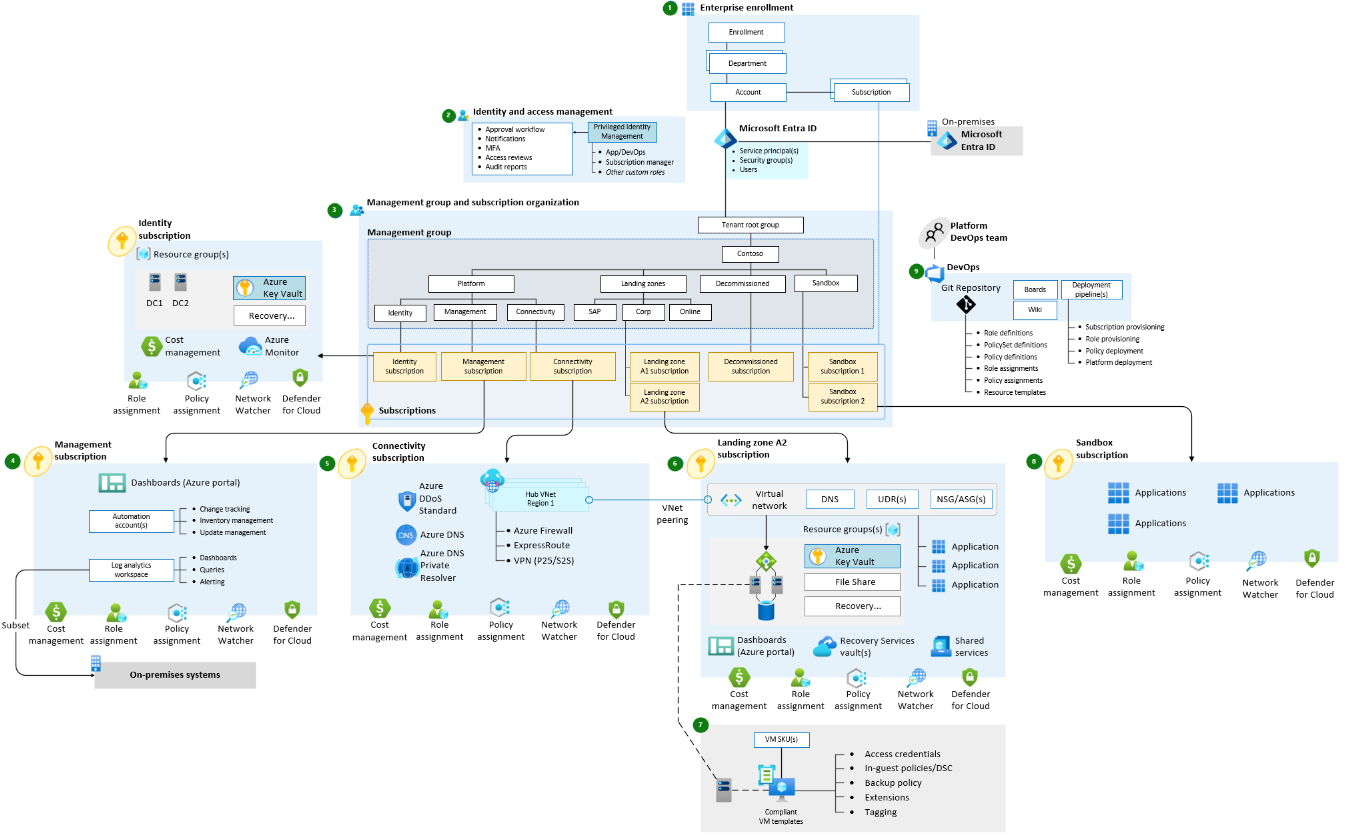 1
Enterprise enrollment
Enrollment
Department
Account
Subscription
2
Identity and access management
Approval workflow
Notifications
MFA
Access reviews
Audit reports
Privileged Identity
Management
App/DevOps
Subscription manager
Other custom roles
Microsoft Entra ID
Service principal(s)
Security group(s)
Users
On-premises
Microsoft
Entra ID
3
Management group and subscription organization
Management group
Tenant root group
Contoso
Platform
Landing zones
Decommissioned
Sandbox
Identity
Management
Connectivity
SAP
Corp
Online
Identity
subscription
Management
subscription
Connectivity
subscription
Landing zone
A1 subscription
Landing zone
A2 subscription
Decommissioned
subscription
Sandbox
subscription 1
Sandbox
subscription 2
Subscriptions
Identity
subscription
Resource group(s)
DC1
DC2
Azure
Key Vault
Recovery...
Cost
management
Azure
Monitor
Role
assignment
Policy
assignment
Network
Watcher
Defender
for Cloud
Platform
DevOps team
9
DevOps
Git Repository
Boards
Wiki
Deployment
pipeline(s)
Role definitions
PolicySet definitions
Policy definitions
Role assignments
Policy assignments
Resource templates
Subscription provisioning
Role provisioning
Policy deployment
Platform deployment
4
Management
subscription
Dashboards (Azure portal)
Automation
account(s)
Change tracking
Inventory management
Update management
Log analytics
workspace
Dashboards
Queries
Alerting
Subset
Cost
management
Role
assignment
Policy
assignment
Network
Watcher
Defender
for Cloud
On-premises systems
5
Connectivity
subscription
Azure
DDoS
Standard
DNS
Azure DNS
Azure DNS
Private
Resolver
Hub VNet
Region 1
Azure Firewall
ExpressRoute
VPN (P2S/S2S)
VNet
peering
Cost
management
Role
assignment
Policy
assignment
Network
Watcher
Defender
for Cloud
6
Landing zone A2
subscription
Virtual
network
DNS
UDR(s)
NSG/ASG(s)
Resource groups(s)
Azure
Key Vault
File Share
Recovery...
Application
Application
Application
Dashboards
(Azure portal)
Recovery Services
vault(s)
Shared
services
Cost
management
Role
assignment
Policy
assignment
Network
Watcher
Defender
for Cloud
7
VM SKU(s)
Compliant
VM templates
Access credentials
In-guest policies/DSC
Backup policy
Extensions
Tagging
8
Sandbox
subscription
Applications
Applications
Applications
Cost
management
Role
assignment
Policy
assignment
Network
Watcher
Defender
for Cloud